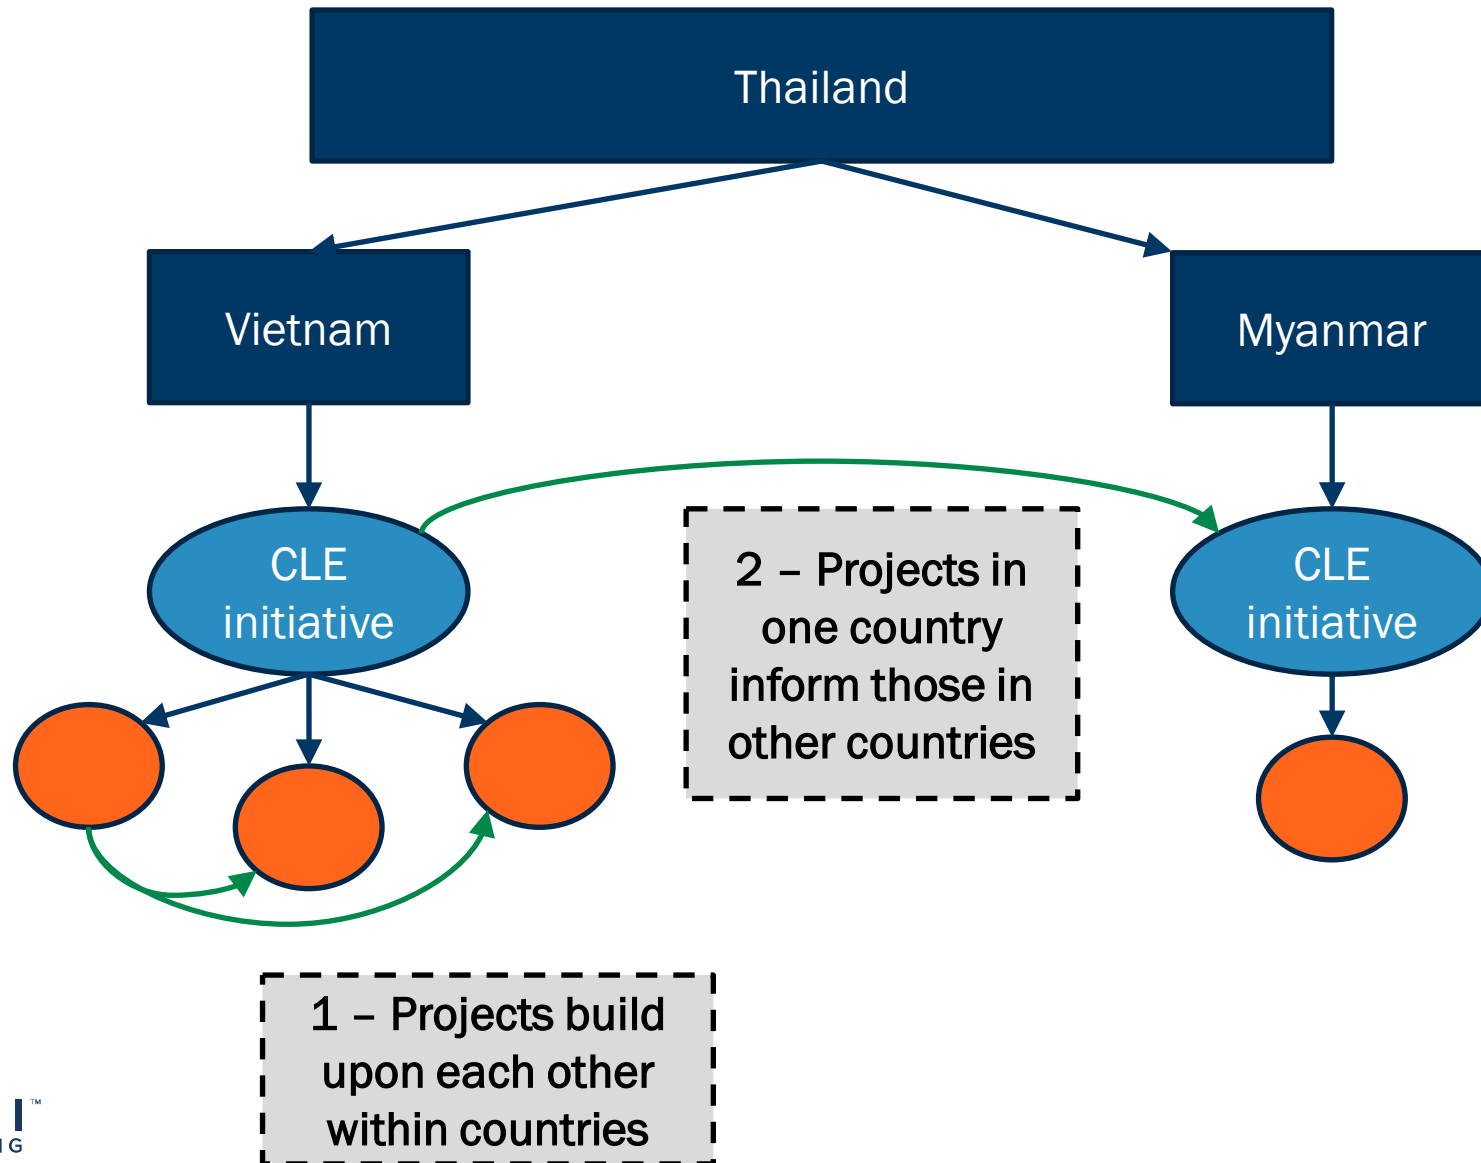 Thailand
Vietnam
Myanmar
CLE
initiative
CLE
initiative
2 – Projects in
one country
inform those in
other countries
1 – Projects build
upon each other
within countries
I™
G